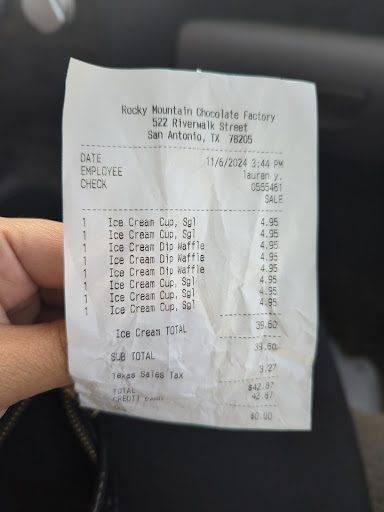 Rocky Mountain Chocolate Factory
522 Riverwalk Street
San Antonio, TX 78205
DATE 11/6/2024 3:44 PM
EMPLOYEE lauren y.
CHECK 0555461
SALE
1 Ice Cream Cup, Sgl 4.95
1 Ice Cream Cup, Sgl 4.95
1 Ice Cream Dip Waffle 4.95
1 Ice Cream Dip Waffle 4.95
1 Ice Cream Dip Waffle 4.95
1 Ice Cream Cup, Sgl 4.95
1 Ice Cream Cup, Sgl 4.95
1 Ice Cream Cup, Sgl 4.95
Ice Cream TOTAL 39.60
SUB TOTAL 39.60
Texas Sales Tax 3.27
TOTAL $42.87
CREDIT 42.87
$0.00